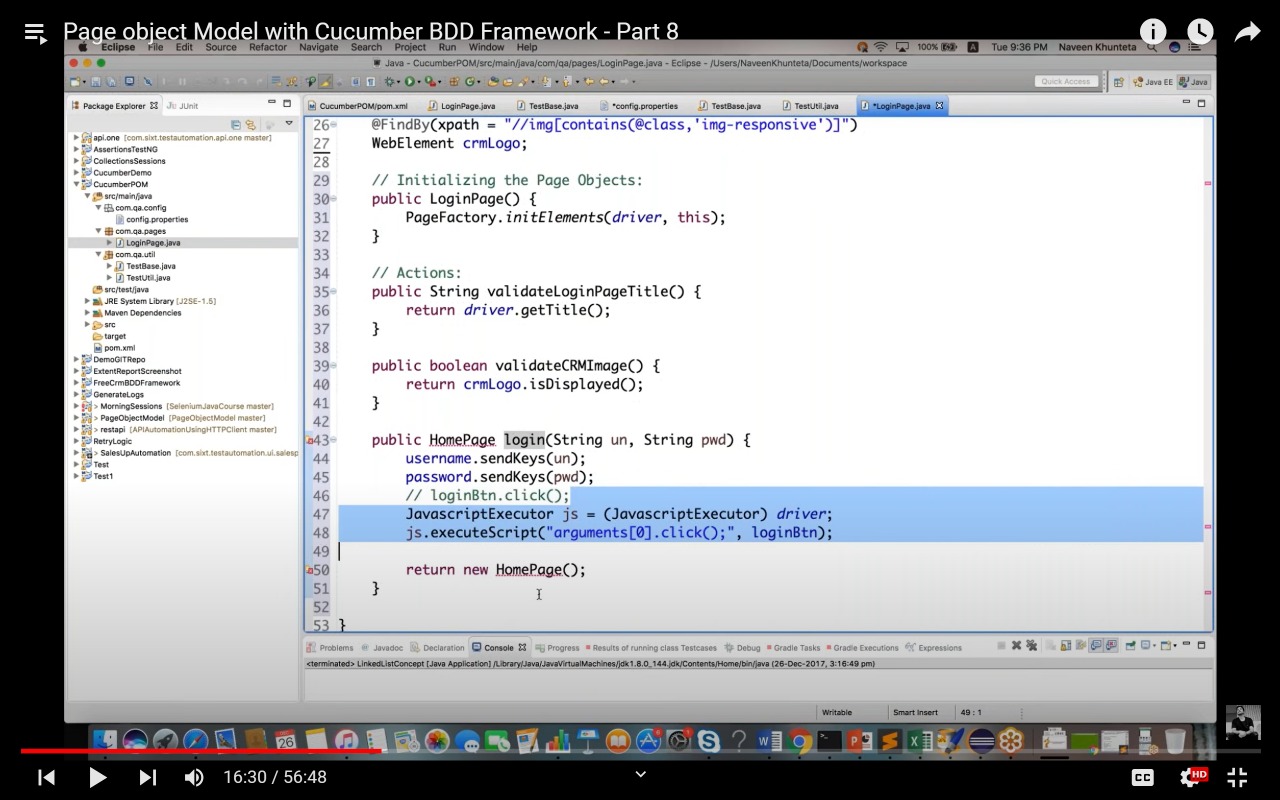 Page object Model with Cucumber BDD Framework - Part 8
Eclipse File Edit Source Refactor Navigate Search Project Run Window Help 100% Tue 9:36 PM Naveen Khunteta
Java - CucumberPOM/src/main/java/com/qa/pages/LoginPage.java - Eclipse - /Users/NaveenKhunteta/Documents/workspace
Quick Access Java EE Java
Package Explorer JUnit
CucumberPOM/pom.xml LoginPage.java TestBase.java *config.properties TestBase.java TestUtil.java *LoginPage.java
api.one [com.sixt.testautomation.api.one master]
AssertionsTestNG
CollectionsSessions
CucumberDemo
CucumberPOM
src/main/java
com.qa.config
config.properties
com.qa.pages
LoginPage.java
com.qa.util
TestBase.java
TestUtil.java
src/test/java
JRE System Library [J2SE-1.5]
Maven Dependencies
src
target
pom.xml
DemoGITRepo
ExtentReportScreenshot
FreeCrmBDDFramework
GenerateLogs
> MorningSessions [SeleniumJavaCourse master]
> PageObjectModel [PageObjectModel master]
> restapi [APIAutomationUsingHTTPClient master]
RetryLogic
> SalesUpAutomation [com.sixt.testautomation.ui.salesp
Test
Test1
26 @FindBy(xpath = "//img[contains(@class,'img-responsive')]")
27 WebElement crmLogo;
28
29 // Initializing the Page Objects:
30 public LoginPage() {
31 PageFactory.initElements(driver, this);
32 }
33
34 // Actions:
35 public String validateLoginPageTitle() {
36 return driver.getTitle();
37 }
38
39 public boolean validateCRMImage() {
40 return crmLogo.isDisplayed();
41 }
42
43 public HomePage login(String un, String pwd) {
44 username.sendKeys(un);
45 password.sendKeys(pwd);
46 // loginBtn.click();
47 JavascriptExecutor js = (JavascriptExecutor) driver;
48 js.executeScript("arguments[0].click();", loginBtn);
49
50 return new HomePage();
51 }
52
53 }
Problems Javadoc Declaration Console Progress Results of running class Testcases Debug Gradle Tasks Gradle Executions Expressions
<terminated> LinkedListConcept [Java Application] /Library/Java/JavaVirtualMachines/jdk1.8.0_144.jdk/Contents/Home/bin/java (26-Dec-2017, 3:16:49 pm)
Writable Smart Insert 49 : 1
26
16:30 / 56:48
CC HD